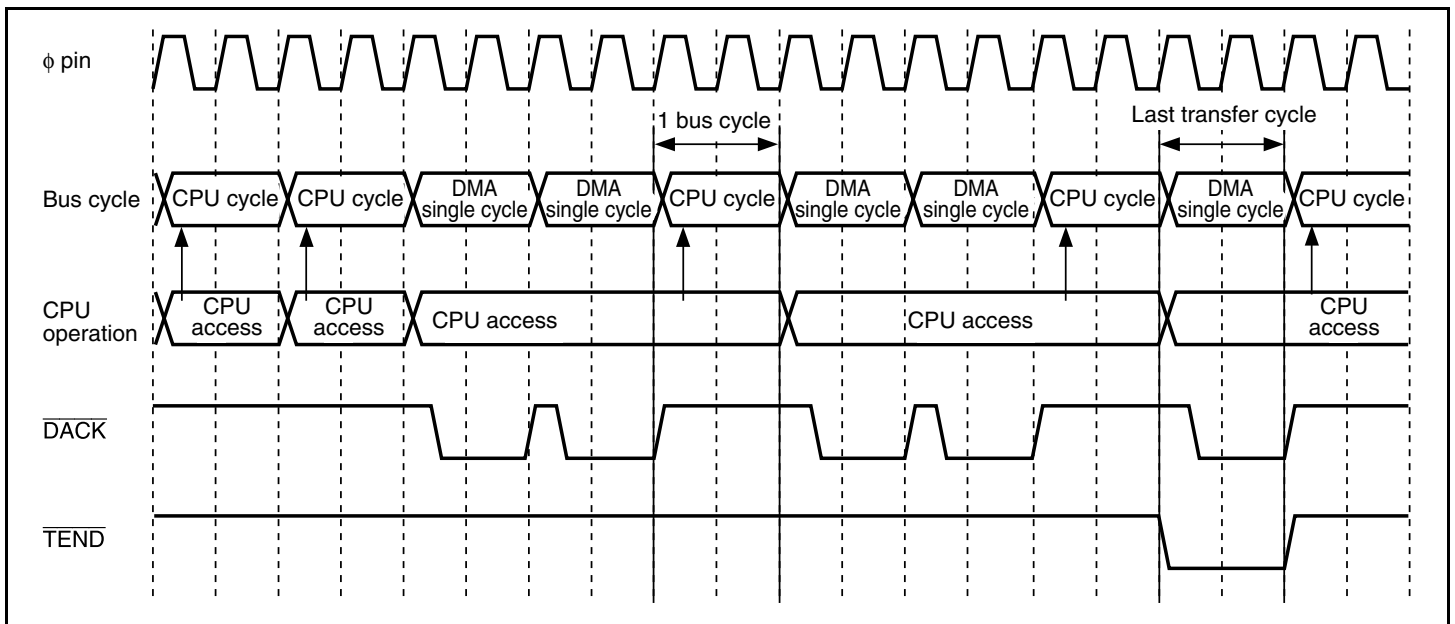 ϕ pin
1 bus cycle
Last transfer cycle
Bus cycle
CPU cycle
CPU cycle
DMA
single cycle
DMA
single cycle
CPU cycle
DMA
single cycle
DMA
single cycle
CPU cycle
DMA
single cycle
CPU cycle
CPU
operation
CPU
access
CPU
access
CPU access
CPU access
CPU
access
DACK
TEND